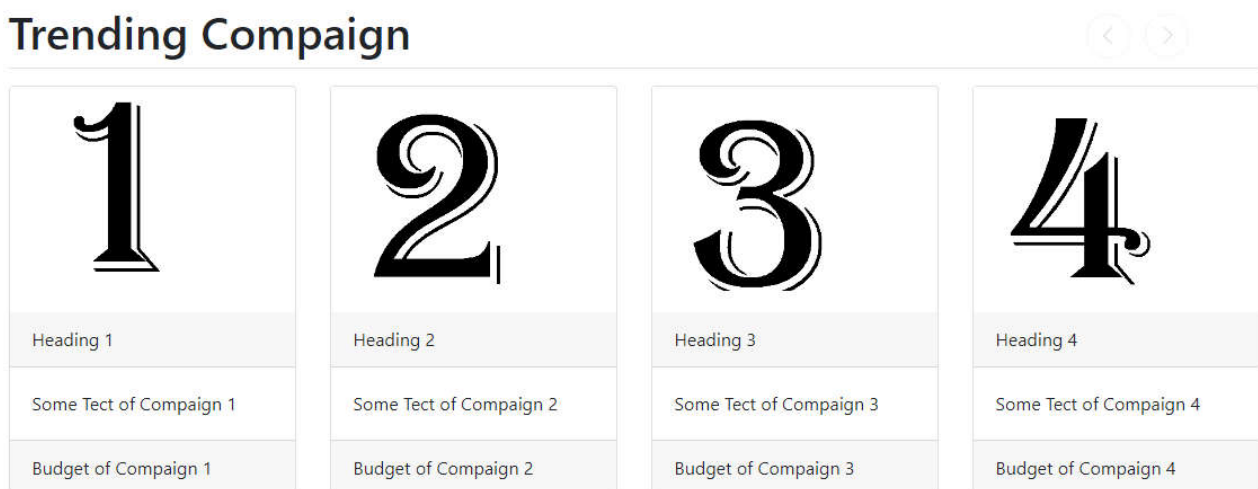 Trending Compaign
1 2 3 4
Heading 1 Heading 2 Heading 3 Heading 4
Some Tect of Compaign 1 Some Tect of Compaign 2 Some Tect of Compaign 3 Some Tect of Compaign 4
Budget of Compaign 1 Budget of Compaign 2 Budget of Compaign 3 Budget of Compaign 4